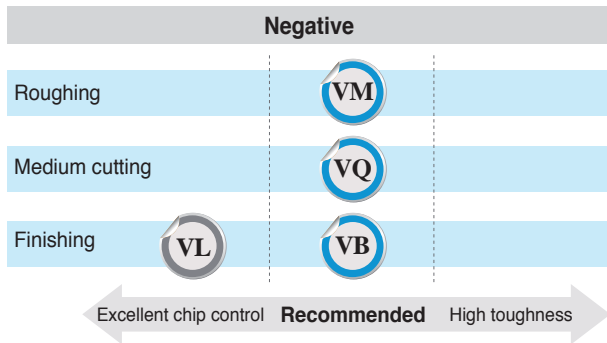 Negative
Roughing
VM
Medium cutting
VQ
Finishing
VL
VB
Excellent chip control
Recommended
High toughness